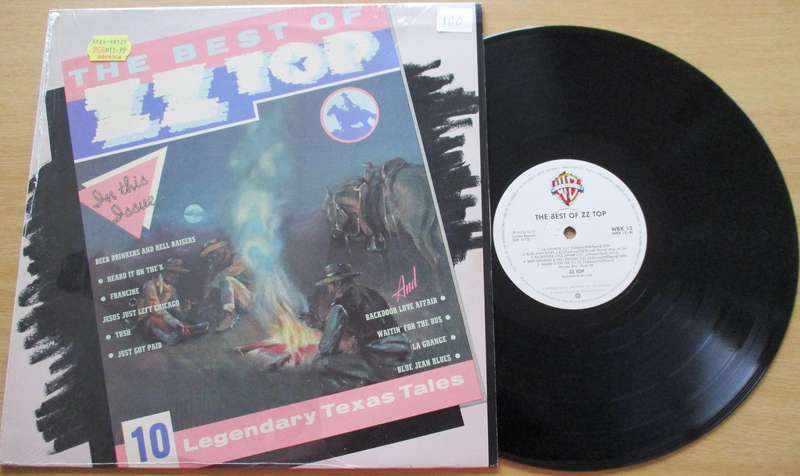 THE BEST OF
ZZ TOP
100
In this
Issue
BEER DRINKERS AND HELL RAISERS
HEARD IT ON THE X
FRANCINE
JESUS JUST LEFT CHICAGO
TUSH
JUST GOT PAID
And
BACKDOOR LOVE AFFAIR
WAITIN' FOR THE BUS
LA GRANGE
BLUE JEAN BLUES
10 Legendary Texas Tales
THE BEST OF ZZ TOP
WBK 12
ZZ TOP